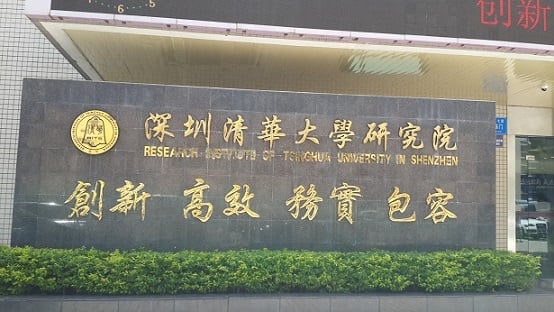 创新
深圳清華大學研究院
RESEARCH INSTITUTE OF TSINGHUA UNIVERSITY IN SHENZHEN
創新 高效 務實 包容